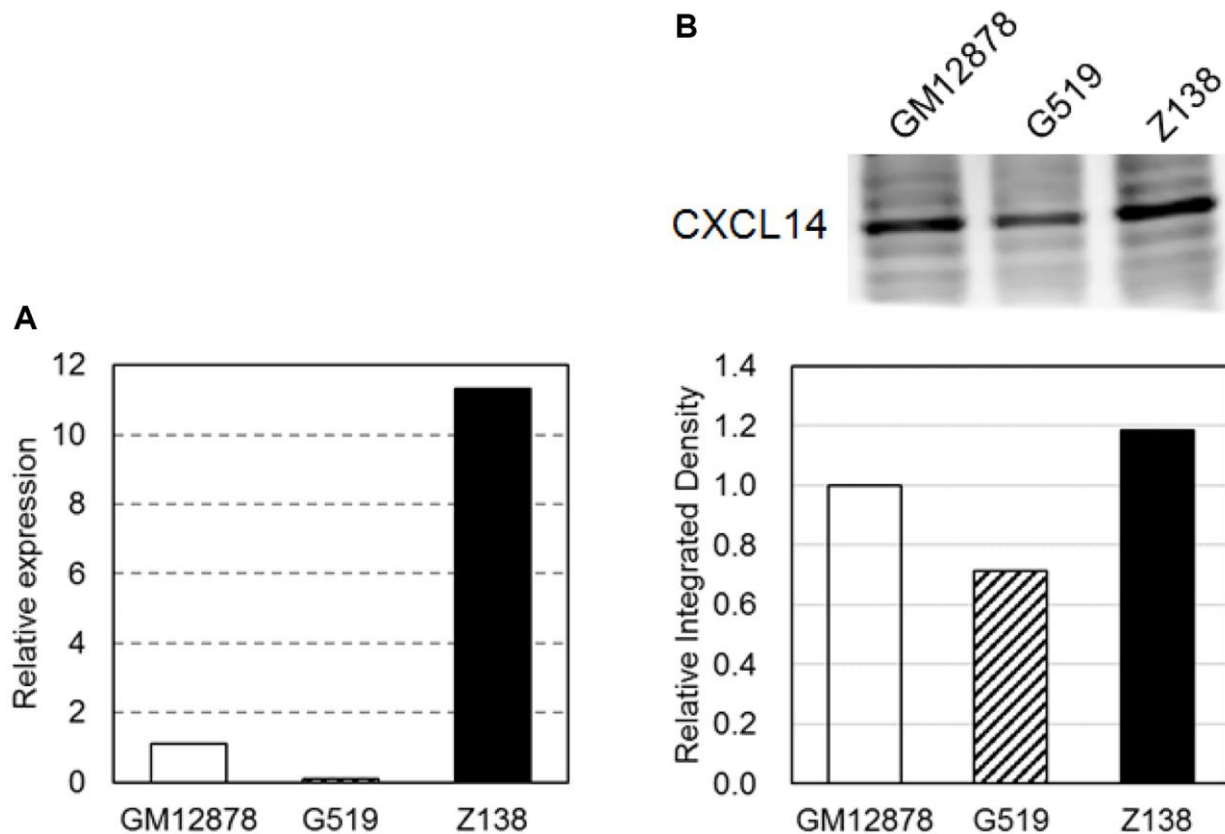 B
GM12878
G519
Z138
CXCL14
A
Relative expression
12
10
8
6
4
2
0
GM12878
G519
Z138
Relative Integrated Density
1.4
1.2
1.0
0.8
0.6
0.4
0.2
0.0
GM12878
G519
Z138